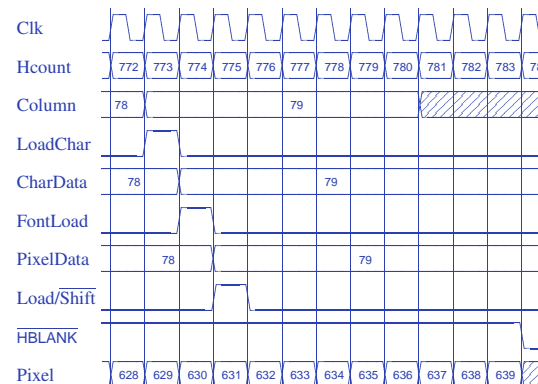 Clk
Hcount 772 773 774 775 776 777 778 779 780 781 782 783 78
Column 78 79
LoadChar
CharData 78 79
FontLoad
PixelData 78 79
Load/Shift
HBLANK
Pixel 628 629 630 631 632 633 634 635 636 637 638 639